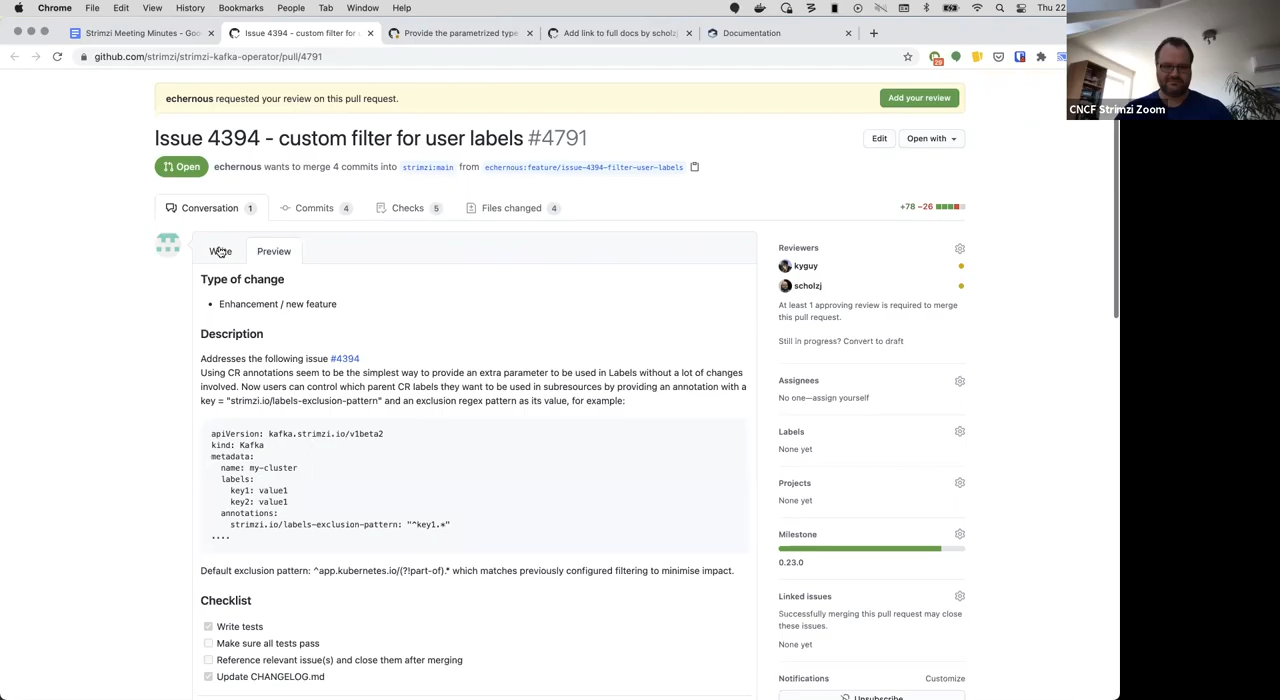 Chrome File Edit View History Bookmarks People Tab Window Help Thu 22
Strimzi Meeting Minutes - Goo
Issue 4394 - custom filter for
Provide the parametrized type
Add link to full docs by scholzj
Documentation
github.com/strimzi/strimzi-kafka-operator/pull/4791
29
CNCF Strimzi Zoom
echernous requested your review on this pull request.
Add your review
Issue 4394 - custom filter for user labels #4791
Edit
Open with
Open
echernous wants to merge 4 commits into strimzi:main from echernous:feature/issue-4394-filter-user-labels
Conversation 1
Commits 4
Checks 5
Files changed 4
+78 −26
Write
Preview
Type of change
• Enhancement / new feature
Description
Addresses the following issue #4394
Using CR annotations seem to be the simplest way to provide an extra parameter to be used in Labels without a lot of changes
involved. Now users can control which parent CR labels they want to be used in subresources by providing an annotation with a
key = "strimzi.io/labels-exclusion-pattern" and an exclusion regex pattern as its value, for example:
apiVersion: kafka.strimzi.io/v1beta2
kind: Kafka
metadata:
name: my-cluster
labels:
key1: value1
key2: value1
annotations:
strimzi.io/labels-exclusion-pattern: "^key1.*"
....
Default exclusion pattern: ^app.kubernetes.io/(?!part-of).* which matches previously configured filtering to minimise impact.
Checklist
Write tests
Make sure all tests pass
Reference relevant issue(s) and close them after merging
Update CHANGELOG.md
Reviewers
kyguy
scholzj
At least 1 approving review is required to merge
this pull request.
Still in progress? Convert to draft
Assignees
No one—assign yourself
Labels
None yet
Projects
None yet
Milestone
0.23.0
Linked issues
Successfully merging this pull request may close
these issues.
None yet
Notifications
Customize
Unsubscribe